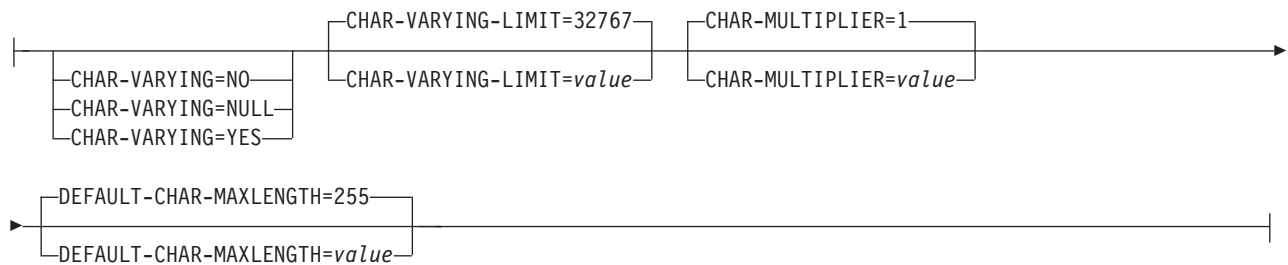 CHAR-VARYING-LIMIT=32767 CHAR-MULTIPLIER=1
CHAR-VARYING=NO CHAR-VARYING-LIMIT=value CHAR-MULTIPLIER=value
CHAR-VARYING=NULL
CHAR-VARYING=YES
DEFAULT-CHAR-MAXLENGTH=255
DEFAULT-CHAR-MAXLENGTH=value